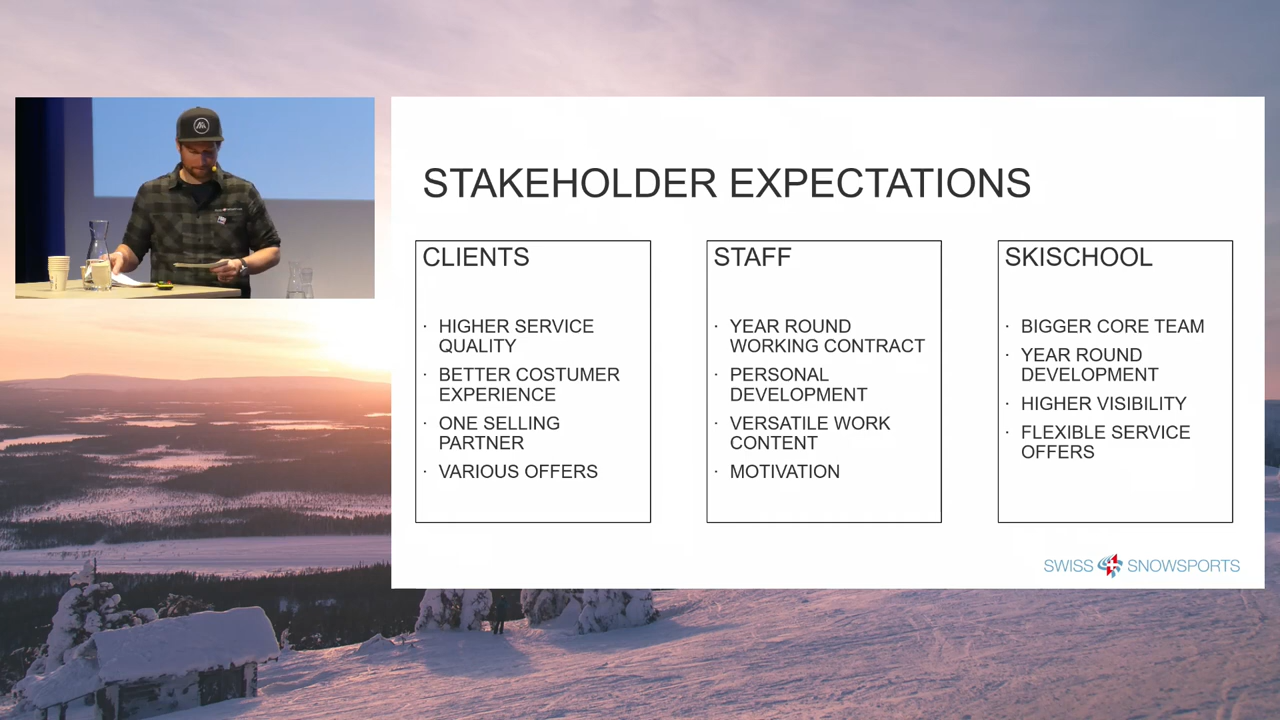 STAKEHOLDER EXPECTATIONS
CLIENTS
· HIGHER SERVICE
QUALITY
· BETTER COSTUMER
EXPERIENCE
· ONE SELLING
PARTNER
· VARIOUS OFFERS
STAFF
· YEAR ROUND
WORKING CONTRACT
· PERSONAL
DEVELOPMENT
· VERSATILE WORK
CONTENT
· MOTIVATION
SKISCHOOL
· BIGGER CORE TEAM
· YEAR ROUND
DEVELOPMENT
· HIGHER VISIBILITY
· FLEXIBLE SERVICE
OFFERS
SWISS SNOWSPORTS